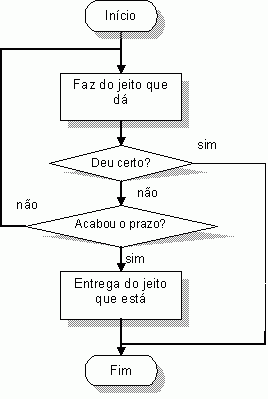 Início
Faz do jeito que
dá
Deu certo?
sim
não
não
Acabou o prazo?
sim
Entrega do jeito
que está
Fim